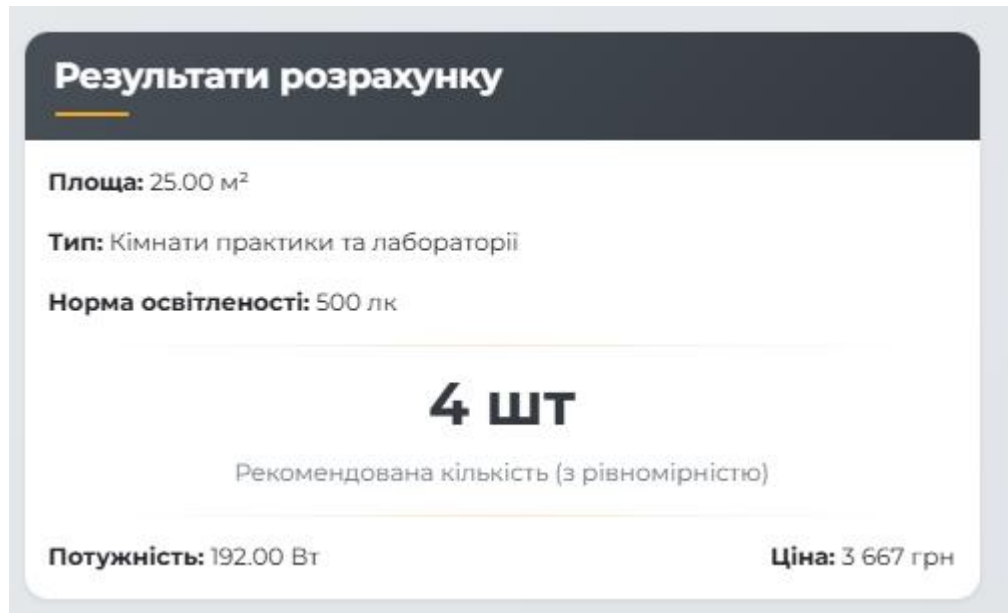 Результати розрахунку
Площа: 25.00 м²
Тип: Кімнати практики та лабораторії
Норма освітленості: 500 лк
4 шт
Рекомендована кількість (з рівномірністю)
Потужність: 192.00 Вт Ціна: 3 667 грн